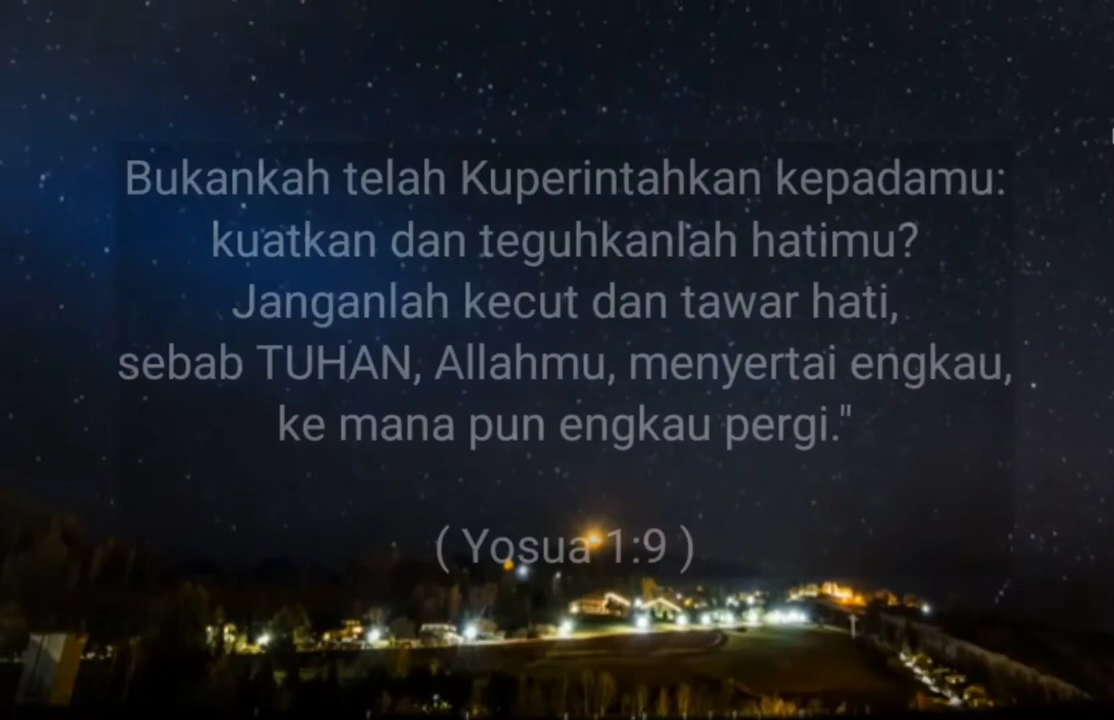 Bukankah telah Kuperintahkan kepadamu:
kuatkan dan teguhkanlah hatimu?
Janganlah kecut dan tawar hati,
sebab TUHAN, Allahmu, menyertai engkau,
ke mana pun engkau pergi."
( Yosua 1:9 )